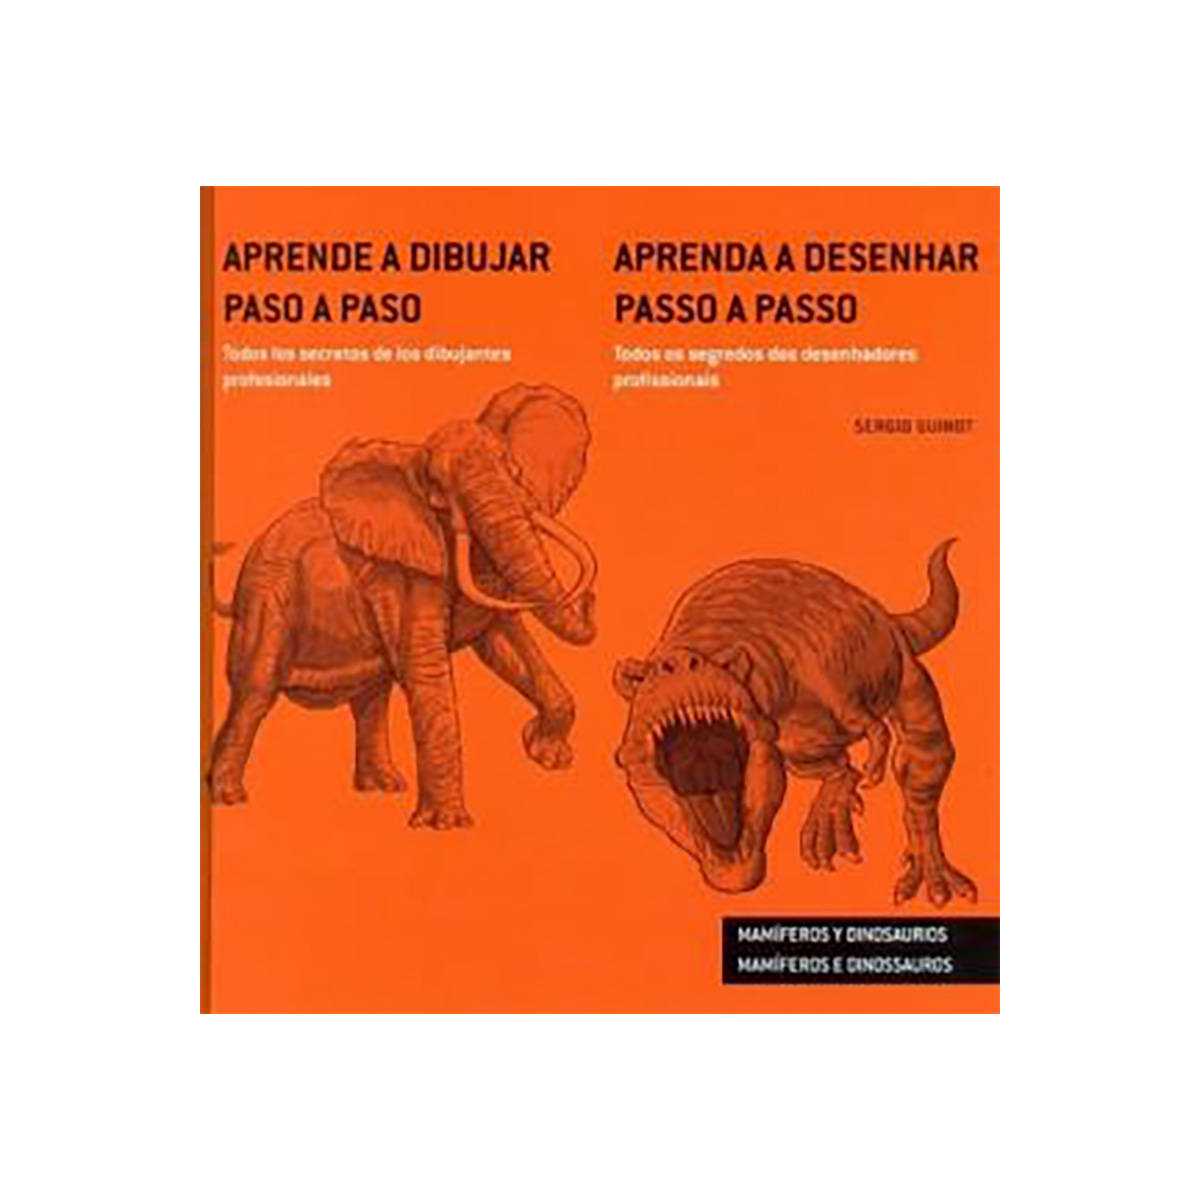 APRENDE A DIBUJAR
PASO A PASO
Todos los secretos de los dibujantes
profesionales
APRENDA A DESENHAR
PASSO A PASSO
Todos os segredos dos desenhadores
profissionais
SERGIO GUINOT
MAMÍFEROS Y DINOSAURIOS
MAMÍFEROS E DINOSSAUROS